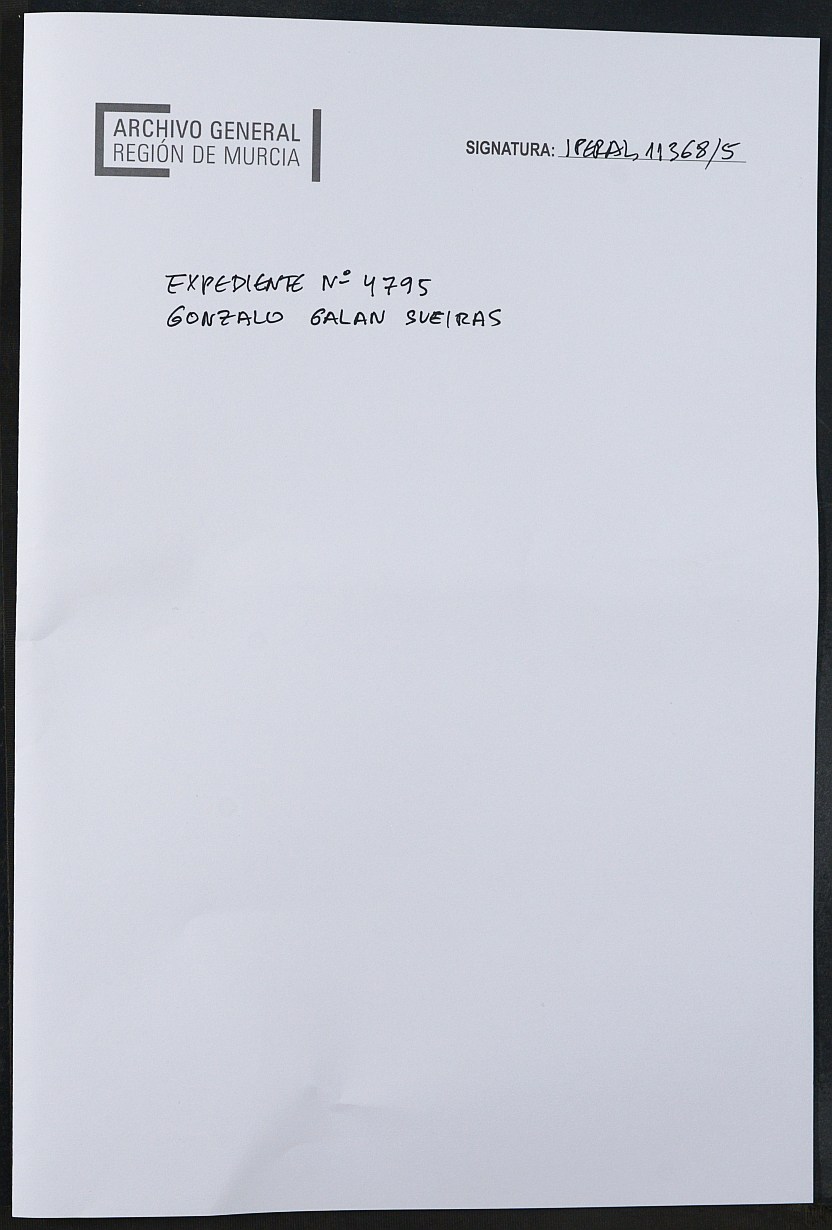 ARCHIVO GENERAL
REGIÓN DE MURCIA
SIGNATURA: IPERAL, 11368/5
EXPEDIENTE Nº 4795
GONZALO GALAN SUEIRAS